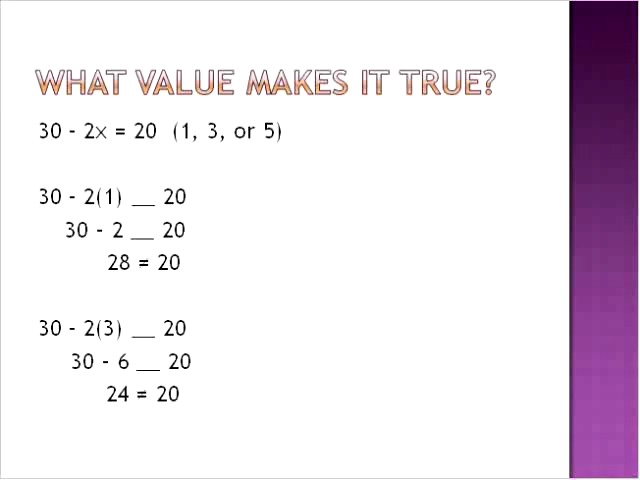 WHAT VALUE MAKES IT TRUE?
30 - 2x = 20 (1, 3, or 5)
30 - 2(1) __ 20
30 - 2 __ 20
28 = 20
30 - 2(3) __ 20
30 - 6 __ 20
24 = 20